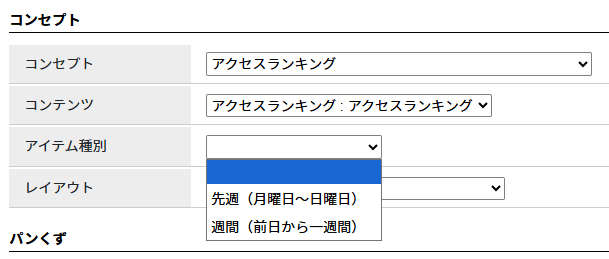 コンセプト
コンセプト アクセスランキング
コンテンツ アクセスランキング : アクセスランキング
アイテム種別
先週（月曜日～日曜日）
レイアウト
週間（前日から一週間）
パンくず